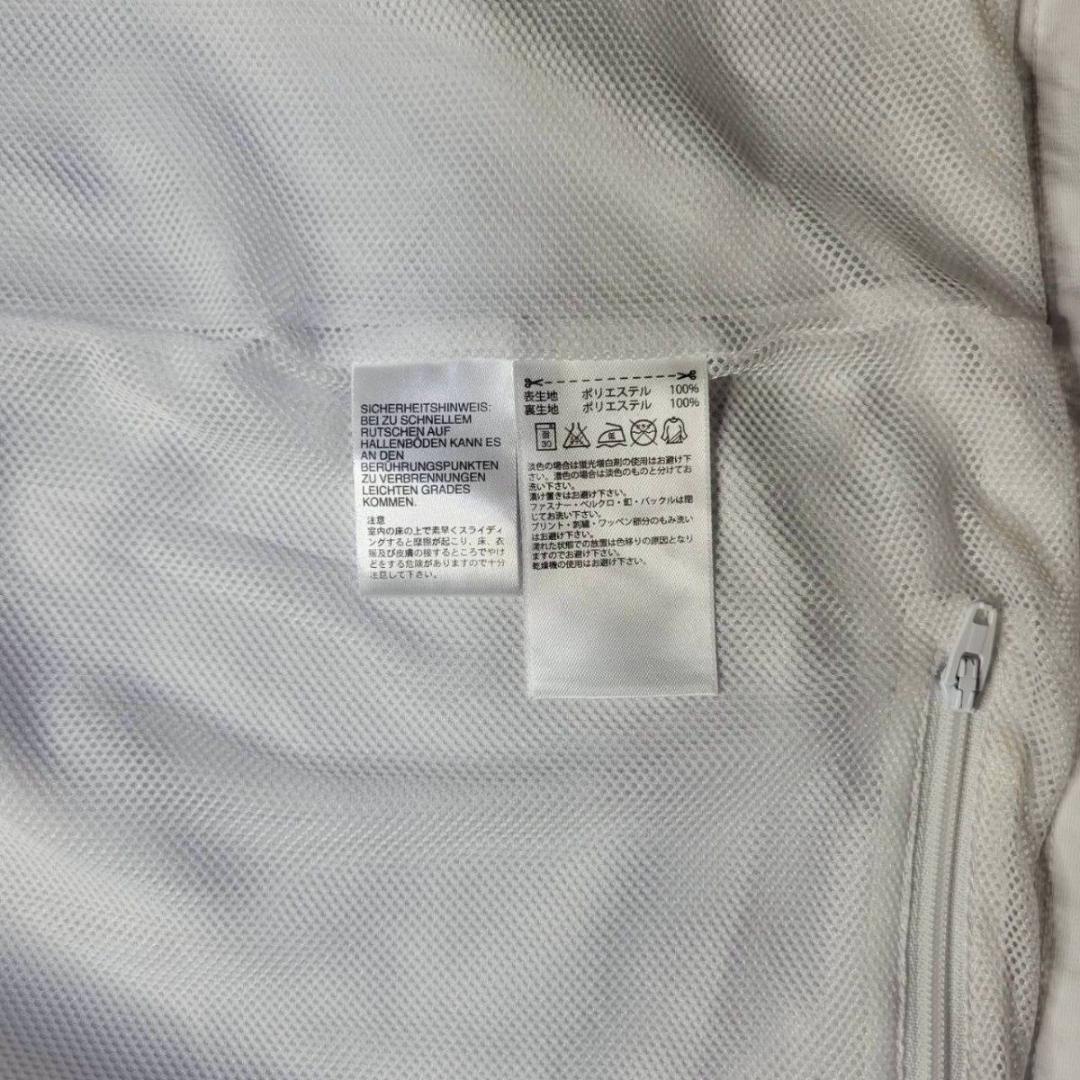 SICHERHEITSHINWEIS:
BEI ZU SCHNELLEM
RUTSCHEN AUF
HALLENBÖDEN KANN ES
AN DEN
BERÜHRUNGSPUNKTEN
ZU VERBRENNUNGEN
LEICHTEN GRADES
KOMMEN.
注意
室内の床の上で素早くスライディ
ングすると摩擦が起こり、床、衣
服及び皮膚の接するところでやけ
どをする危険がありますので十分
注意して下さい。
表生地 ポリエステル 100%
裏生地 ポリエステル 100%
30
淡色の場合は蛍光増白剤の使用はお避け下
さい。濃色の場合は淡色のものと分けてお
洗い下さい。
漬け置きはお避け下さい。
ファスナー・ベルクロ・釦・バックルは閉
じてお洗い下さい。
プリント・刺繍・ワッペン部分のもみ洗い
はお避け下さい。
濡れた状態での放置は色移りの原因となり
ますのでお避け下さい。
乾燥機の使用はお避け下さい。